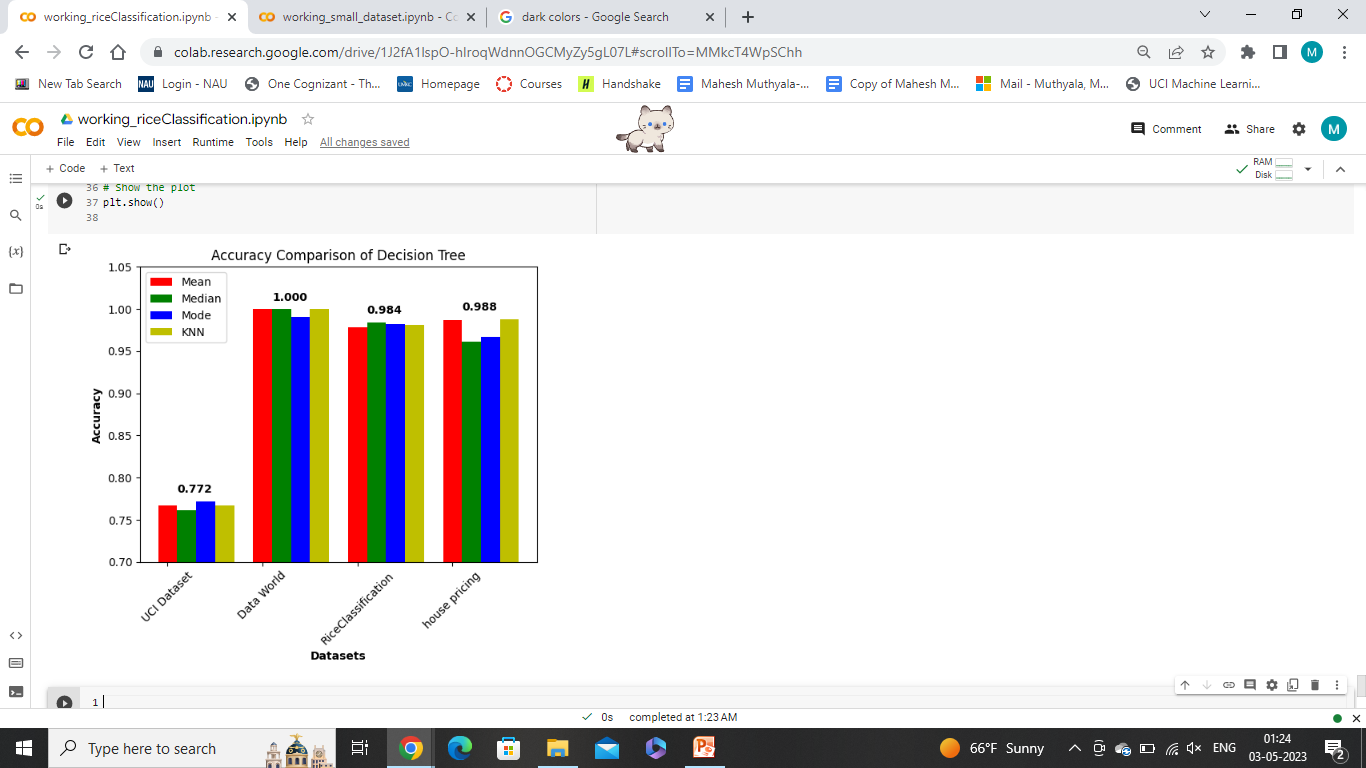 working_riceClassification.ipynb -
working_small_dataset.ipynb - Cc
dark colors - Google Search
colab.research.google.com/drive/1J2fA1lspO-hIroqWdnnOGCMyZy5gL07L#scrollTo=MMkcT4WpSChh
M
New Tab Search
NAU
Login - NAU
One Cognizant - Th...
Homepage
Courses
H
Handshake
Mahesh Muthyala-...
Copy of Mahesh M...
Mail - Muthyala, M...
UCI Machine Learni...
working_riceClassification.ipynb
File Edit View Insert Runtime Tools Help All changes saved
Comment
Share
M
+ Code + Text
RAM
Disk
{x}
0s
36 # Show the plot
37 plt.show()
38
Accuracy Comparison of Decision Tree
Mean
Median
Mode
KNN
1.05
1.00
0.95
0.90
0.85
0.80
0.75
0.70
Accuracy
0.772
1.000
0.984
0.988
UCI Dataset
Data World
RiceClassification
house pricing
Datasets
1
0s completed at 1:23 AM
Type here to search
66°F Sunny
ENG
01:24
03-05-2023
2